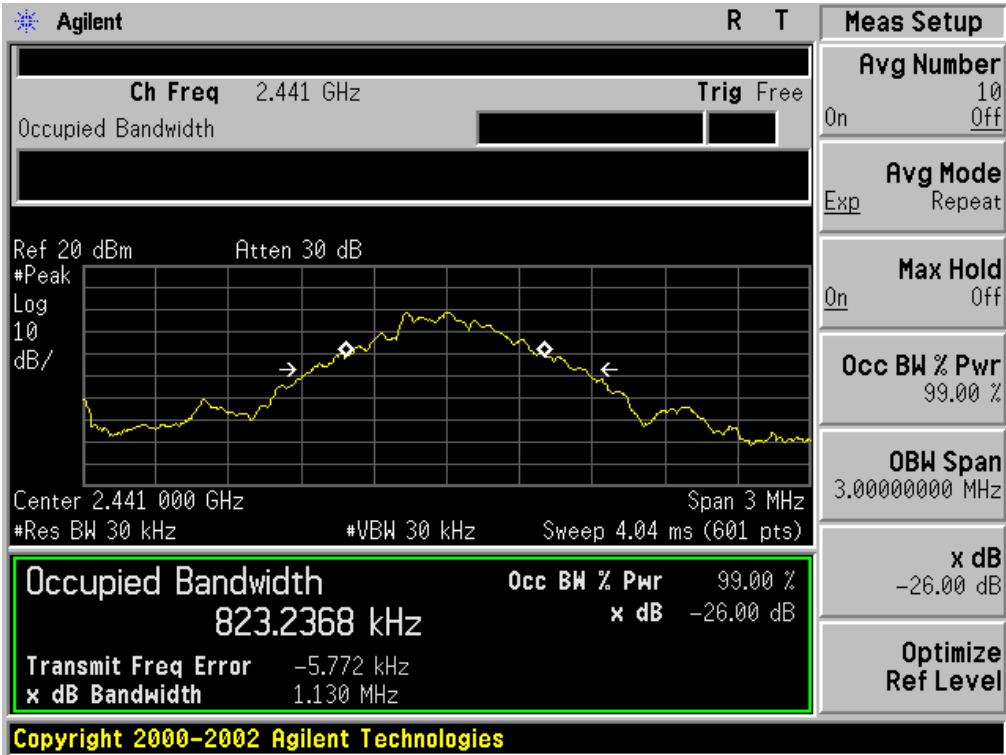 Agilent R T
Meas Setup
Ch Freq 2.441 GHz Trig Free
Occupied Bandwidth
Ref 20 dBm Atten 30 dB
#Peak
Log
10
dB/
Center 2.441 000 GHz Span 3 MHz
#Res BW 30 kHz #VBW 30 kHz Sweep 4.04 ms (601 pts)
Occupied Bandwidth
823.2368 kHz
Occ BW % Pwr 99.00 %
x dB -26.00 dB
Transmit Freq Error -5.772 kHz
x dB Bandwidth 1.130 MHz
Avg Number
10
On Off
Avg Mode
Exp Repeat
Max Hold
On Off
Occ BW % Pwr
99.00 %
OBW Span
3.00000000 MHz
x dB
-26.00 dB
Optimize
Ref Level
Copyright 2000-2002 Agilent Technologies